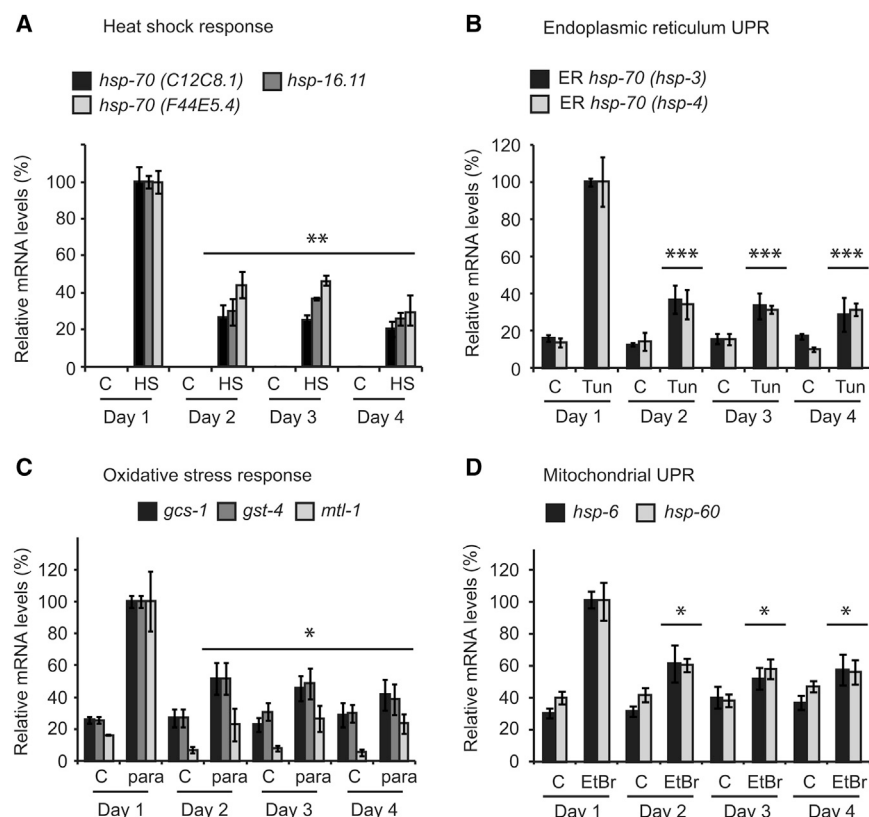 A Heat shock response
hsp-70 (C12C8.1) hsp-16.11
hsp-70 (F44E5.4)
Relative mRNA levels (%)
100
80
60
40
20
0
**
C HS C HS C HS C HS
Day 1 Day 2 Day 3 Day 4
B Endoplasmic reticulum UPR
ER hsp-70 (hsp-3)
ER hsp-70 (hsp-4)
Relative mRNA levels (%)
120
100
80
60
40
20
0
*** *** ***
C Tun C Tun C Tun C Tun
Day 1 Day 2 Day 3 Day 4
C Oxidative stress response
gcs-1 gst-4 mtl-1
Relative mRNA levels (%)
120
100
80
60
40
20
0
*
C para C para C para C para
Day 1 Day 2 Day 3 Day 4
D Mitochondrial UPR
hsp-6 hsp-60
Relative mRNA levels (%)
120
100
80
60
40
20
0
* * *
C EtBr C EtBr C EtBr C EtBr
Day 1 Day 2 Day 3 Day 4